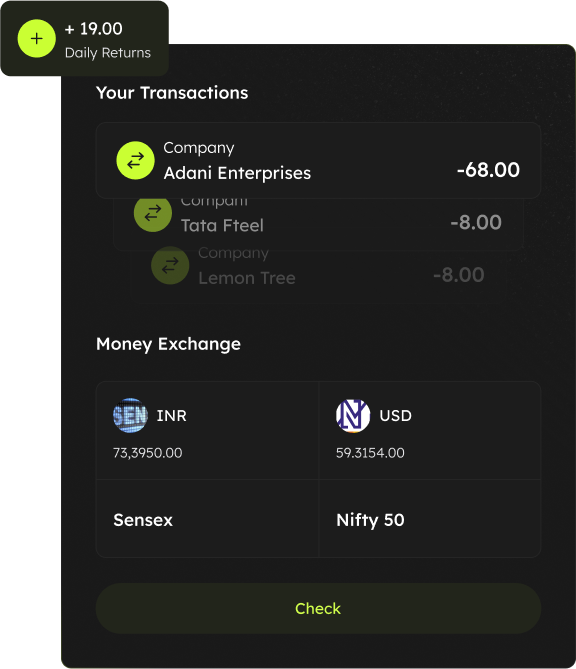 + 19.00
Daily Returns
Your Transactions
Company
Adani Enterprises
-68.00
Company
Tata Fteel
-8.00
Company
Lemon Tree
-8.00
Money Exchange
SEN INR
USD
73,3950.00
59.3154.00
Sensex
Nifty 50
Check